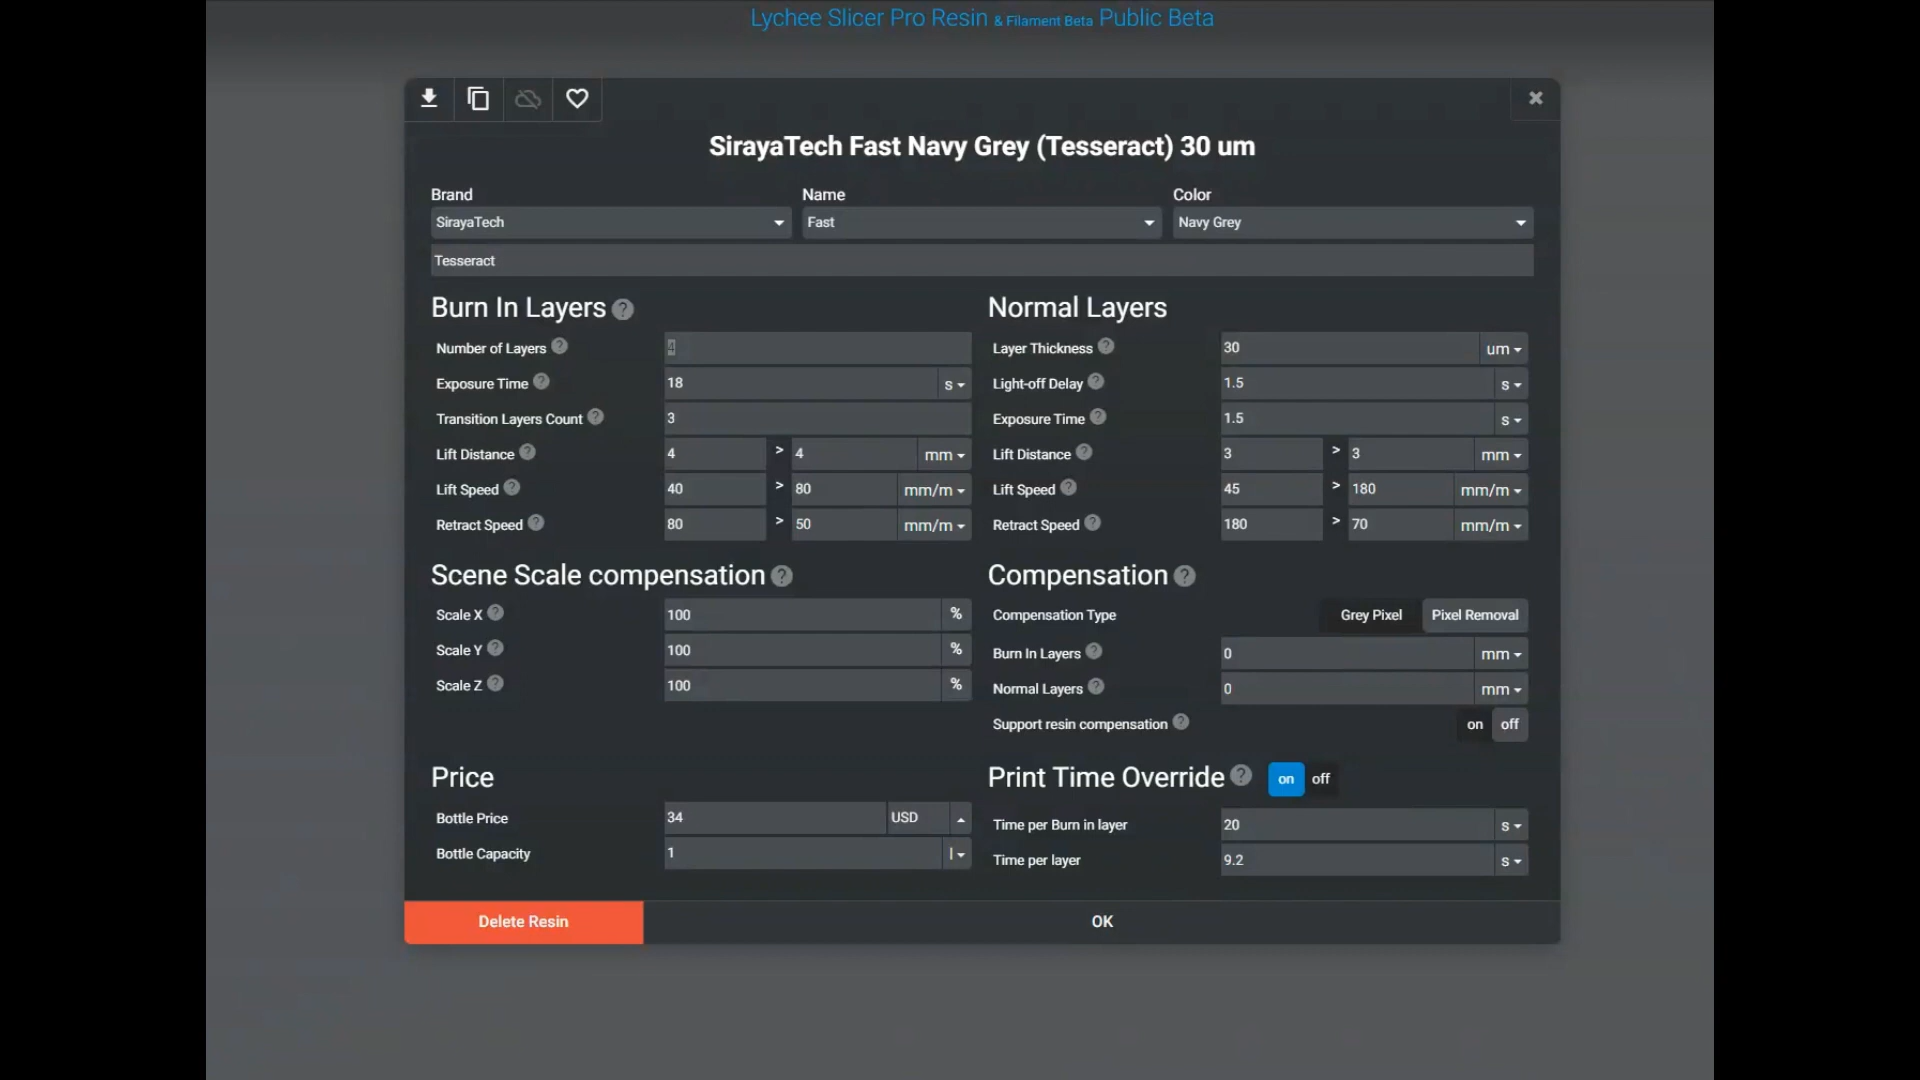 Lychee Slicer Pro Resin & Filament Beta Public Beta
SirayaTech Fast Navy Grey (Tesseract) 30 um
Brand Name Color
SirayaTech Fast Navy Grey
Tesseract
Burn In Layers ?
Number of Layers ? 4
Exposure Time ? 18 s
Transition Layers Count ? 3
Lift Distance ? 4 > 4 mm
Lift Speed ? 40 > 80 mm/m
Retract Speed ? 80 > 50 mm/m
Normal Layers
Layer Thickness ? 30 um
Light-off Delay ? 1.5 s
Exposure Time ? 1.5 s
Lift Distance ? 3 > 3 mm
Lift Speed ? 45 > 180 mm/m
Retract Speed ? 180 > 70 mm/m
Scene Scale compensation ?
Scale X ? 100 %
Scale Y ? 100 %
Scale Z ? 100 %
Compensation ?
Compensation Type Grey Pixel Pixel Removal
Burn In Layers ? 0 mm
Normal Layers ? 0 mm
Support resin compensation ? on off
Price
Bottle Price 34 USD
Bottle Capacity 1 l
Print Time Override ? on off
Time per Burn in layer 20 s
Time per layer 9.2 s
Delete Resin OK